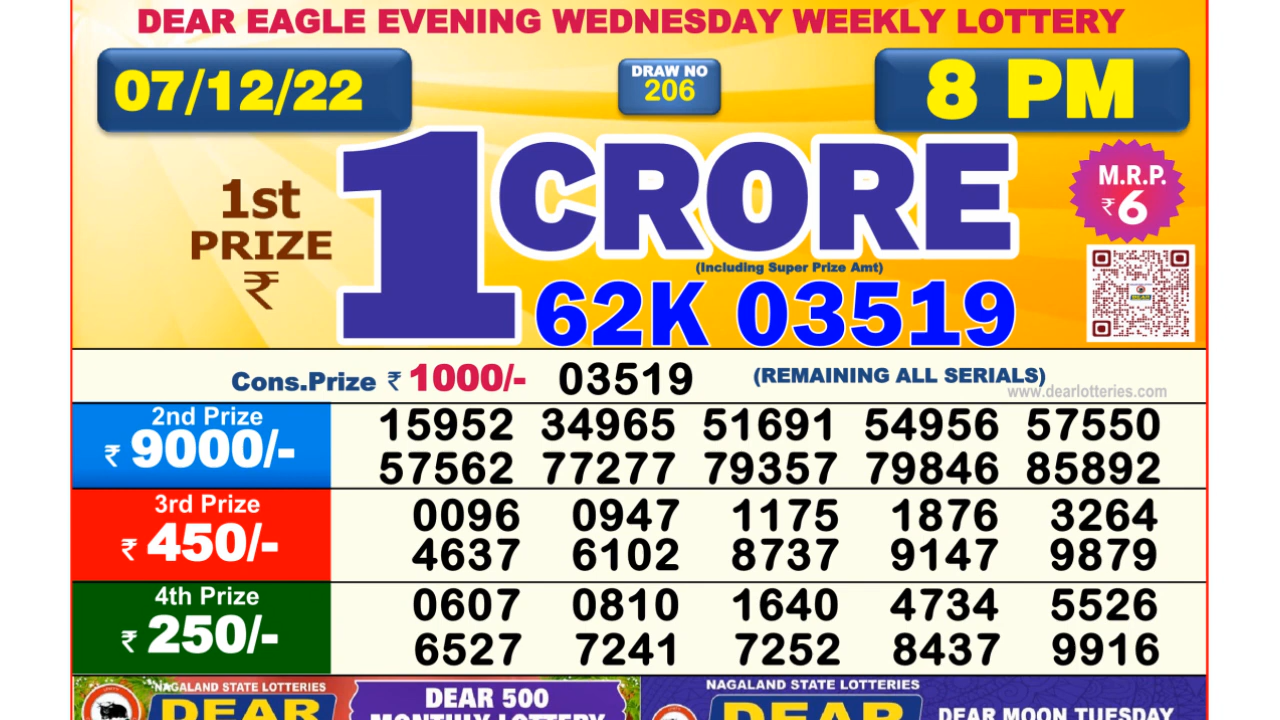 DEAR EAGLE EVENING WEDNESDAY WEEKLY LOTTERY
07/12/22
DRAW NO
206
8 PM
1st
PRIZE
₹
1 CRORE
(Including Super Prize Amt)
62K 03519
M.R.P.
₹6
Cons.Prize ₹ 1000/- 03519 (REMAINING ALL SERIALS)
www.dearlotteries.com
2nd Prize
₹ 9000/-
15952 34965 51691 54956 57550
57562 77277 79357 79846 85892
3rd Prize
₹ 450/-
0096 0947 1175 1876 3264
4637 6102 8737 9147 9879
4th Prize
₹ 250/-
0607 0810 1640 4734 5526
6527 7241 7252 8437 9916
NAGALAND STATE LOTTERIES
DEAR
DEAR 500
MONTHLY LOTTERY
NAGALAND STATE LOTTERIES
DEAR
DEAR MOON TUESDAY